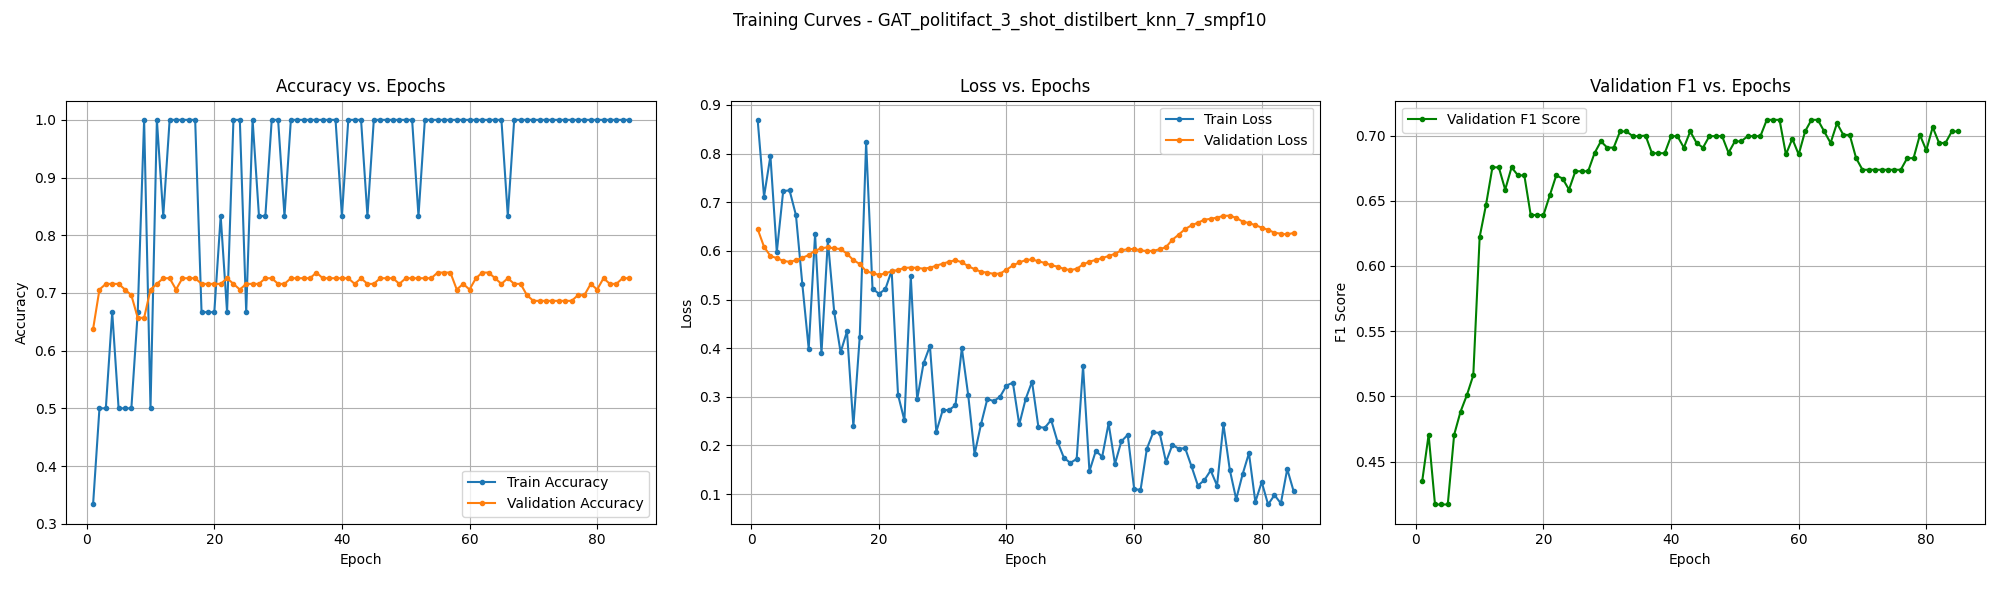 Training Curves - GAT_politifact_3_shot_distilbert_knn_7_smpf10
Accuracy vs. Epochs
1.0
0.9
0.8
0.7
0.6
0.5
0.4
0.3
Accuracy
Train Accuracy
Validation Accuracy
0 20 40 60 80
Epoch
Loss vs. Epochs
0.9
0.8
0.7
0.6
0.5
0.4
0.3
0.2
0.1
Loss
Train Loss
Validation Loss
0 20 40 60 80
Epoch
Validation F1 vs. Epochs
Validation F1 Score
0.70
0.65
0.60
0.55
0.50
0.45
F1 Score
0 20 40 60 80
Epoch